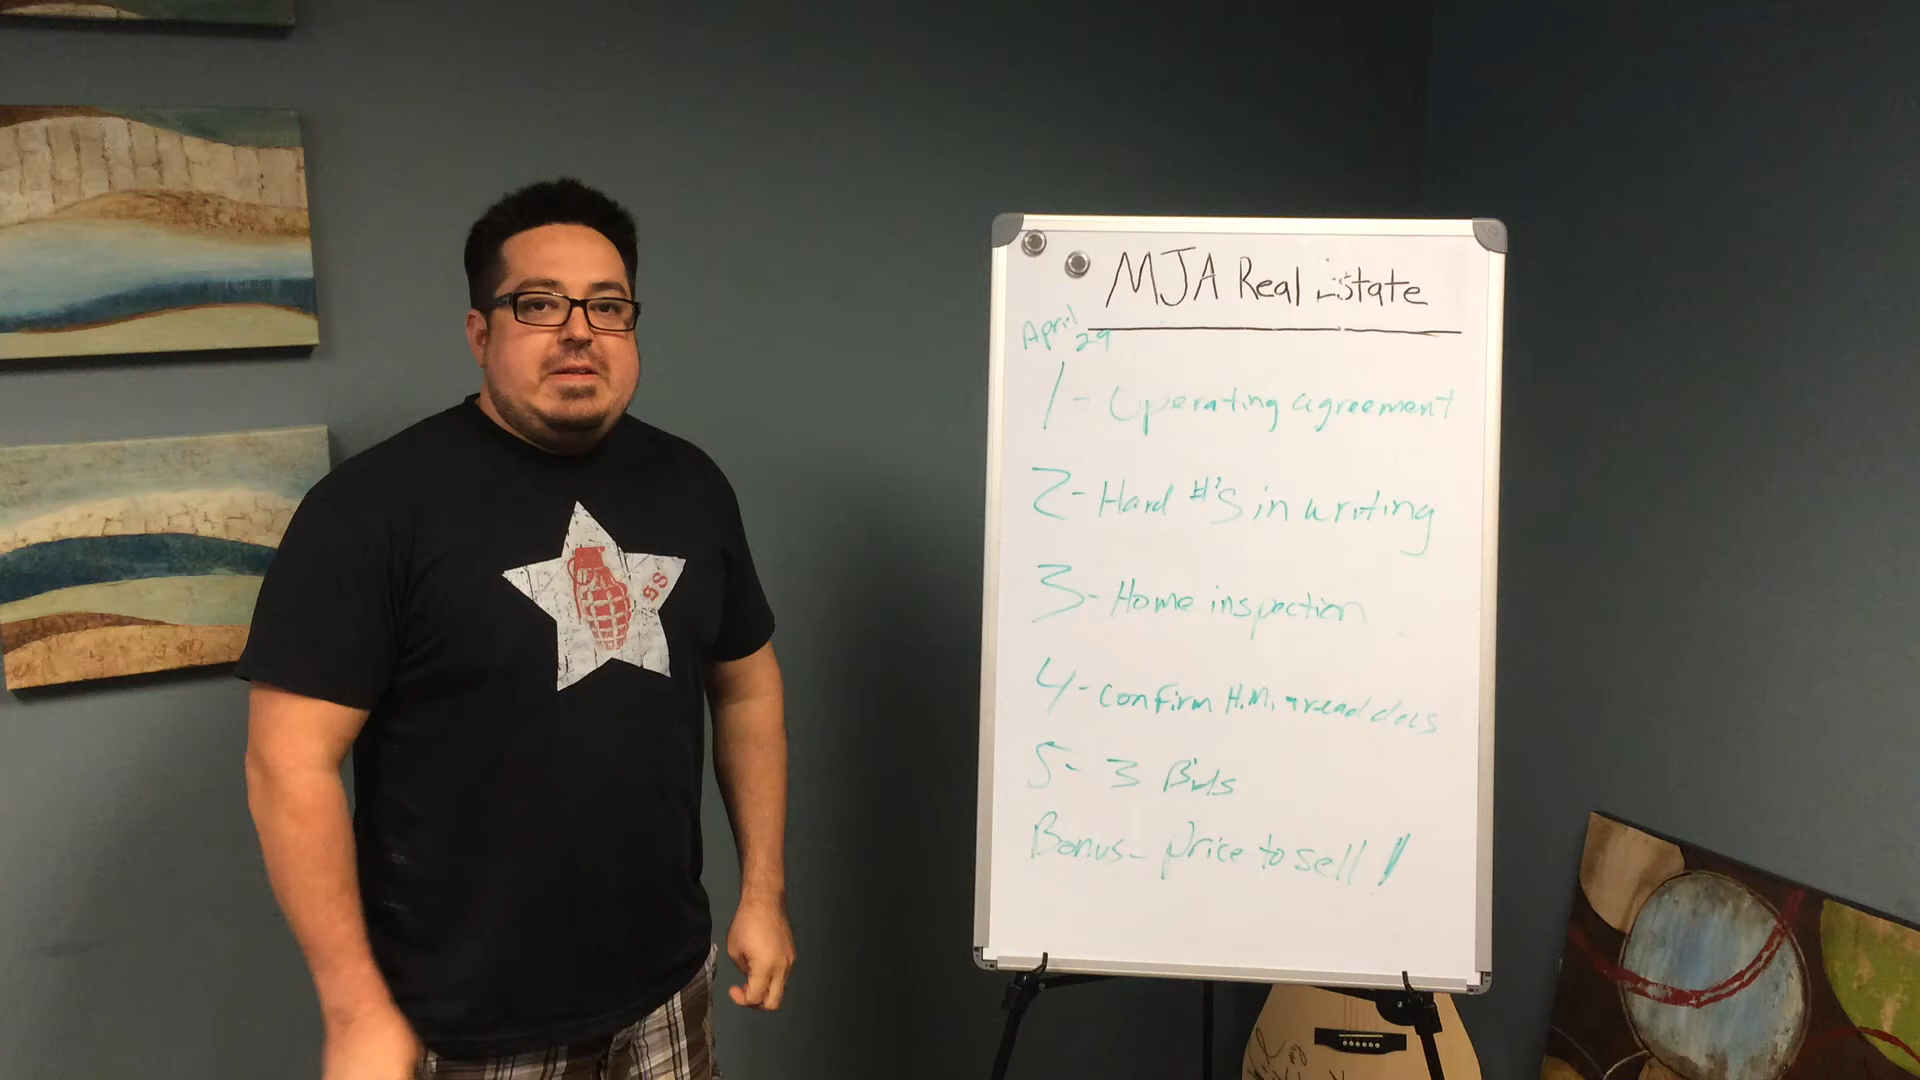 MJA Real Estate
April 29
1- Operating agreement
2- Hard #'s in writing
3- Home inspection
4- Confirm H.M. + read docs
5- 3 Bids
Bonus- Price to sell!
86